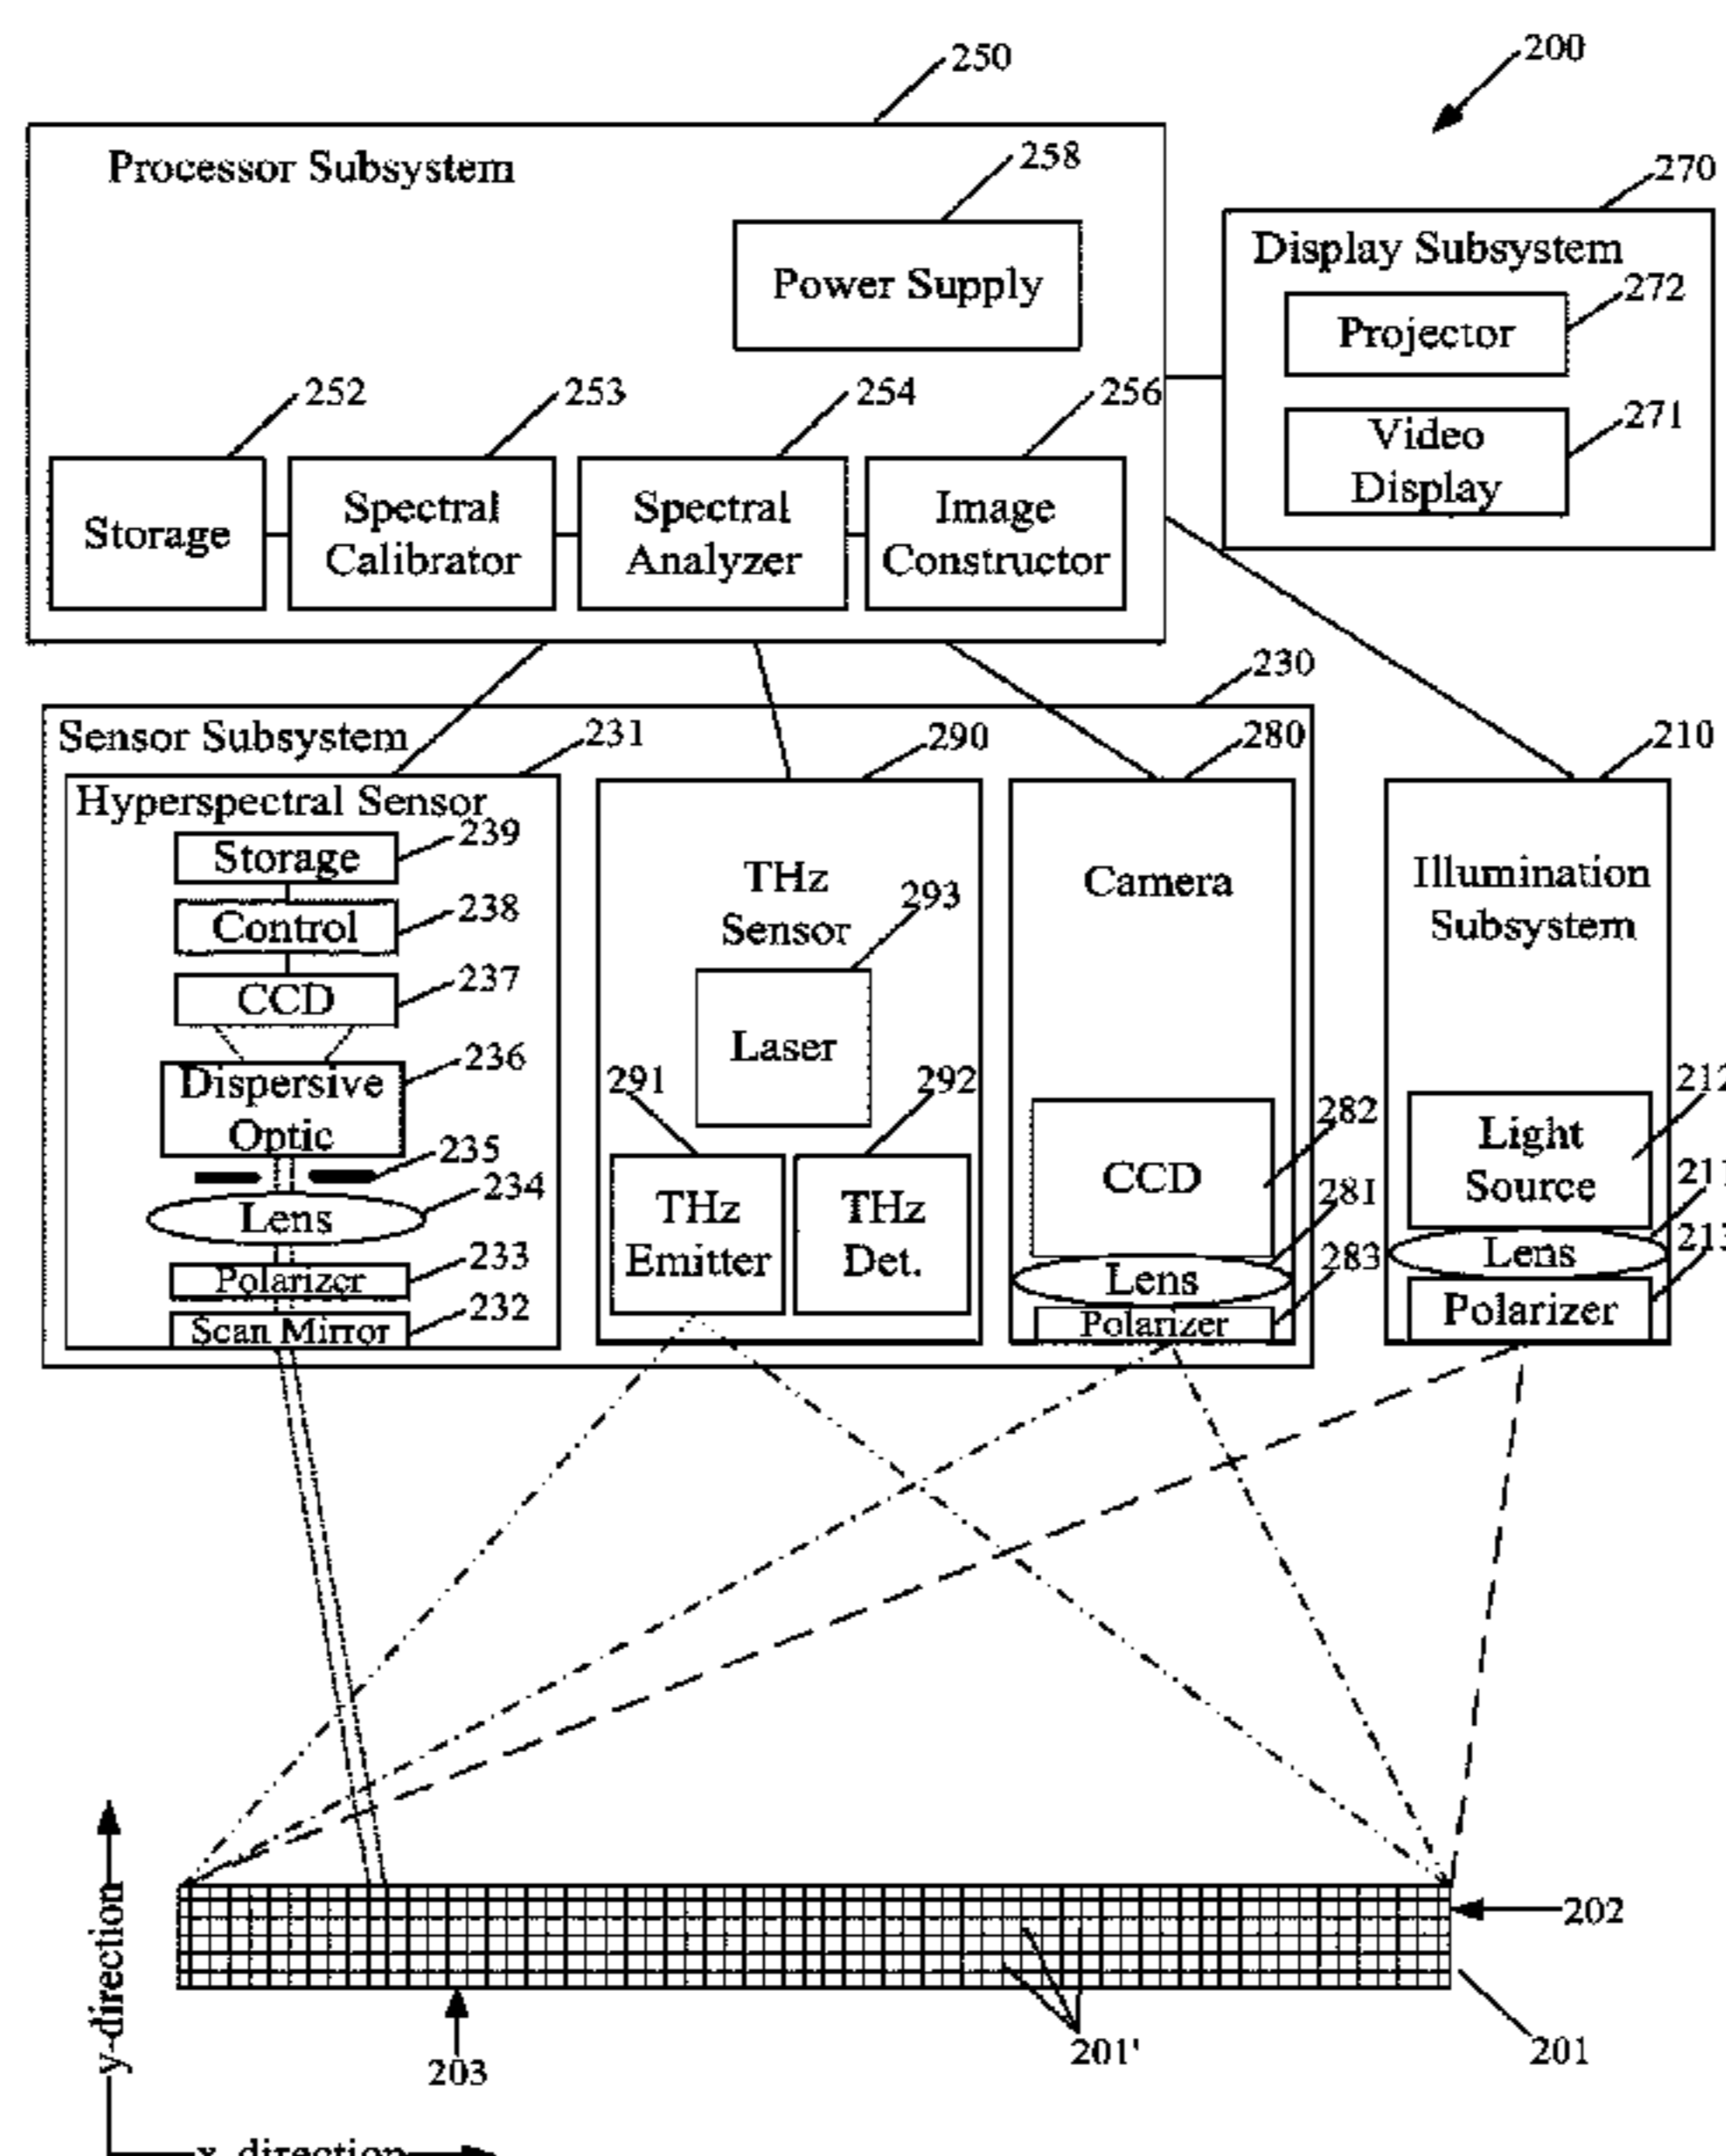 200
250
Processor Subsystem
258
270
Power Supply
Display Subsystem
272
Projector
271
Video
Display
252
253
254
256
Storage
Spectral
Calibrator
Spectral
Analyzer
Image
Constructor
230
Sensor Subsystem
231
290
280
210
Hyperspectral Sensor
239
Storage
238
Control
237
CCD
236
Dispersive
Optic
235
234
Lens
233
Polarizer
232
Scan Mirror
THz
Sensor
293
Laser
291
292
THz
Emitter
THz
Det.
Camera
282
CCD
281
Lens
283
Polarizer
Illumination
Subsystem
212
Light
Source
211
Lens
213
Polarizer
202
201
201'
203
y-direction
x-direction